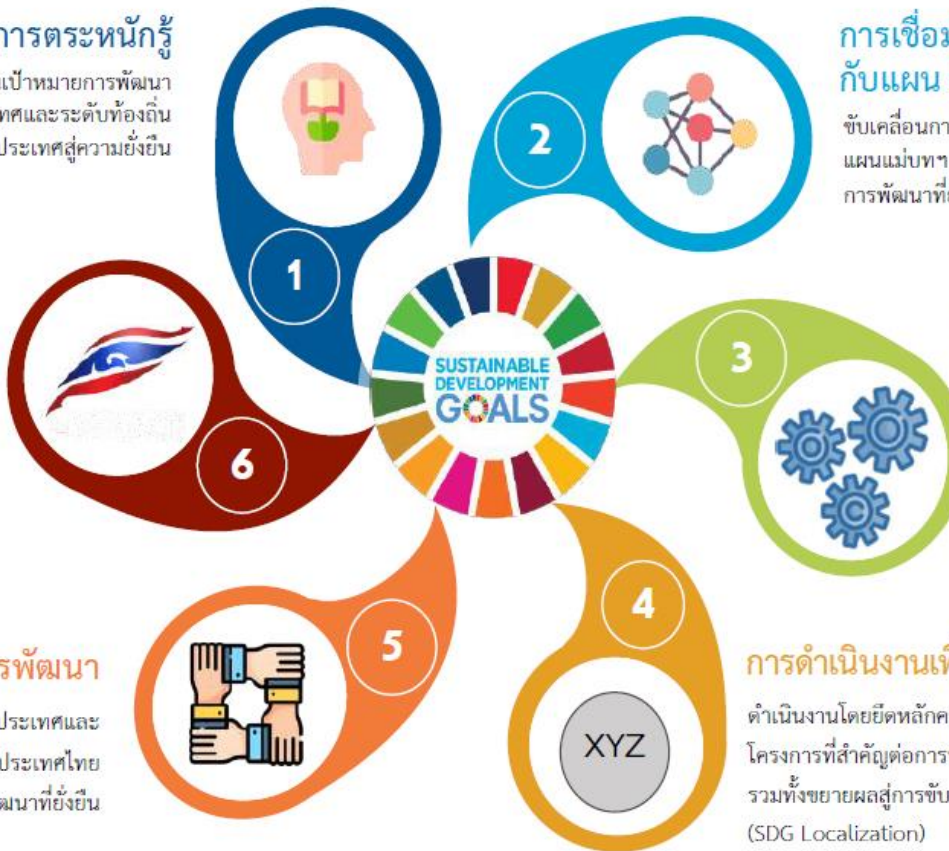 การตระหนักรู้
เป้าหมายการพัฒนา
ทศและระดับท้องถิ่น
ประเทศสู่ความยั่งยืน
1
2
การเชื่อม
กับแผน
ขับเคลื่อนกา
แผนแม่บทฯ
การพัฒนาที่
3
SUSTAINABLE
DEVELOPMENT
GOALS
6
5
รพัฒนา
ประเทศและ
ประเทศไทย
ฒนาที่ยั่งยืน
4
XYZ
การดำเนินงานเพื่
ดำเนินงานโดยยึดหลักค
โครงการที่สำคัญต่อการ
รวมทั้งขยายผลสู่การขับ
(SDG Localization)